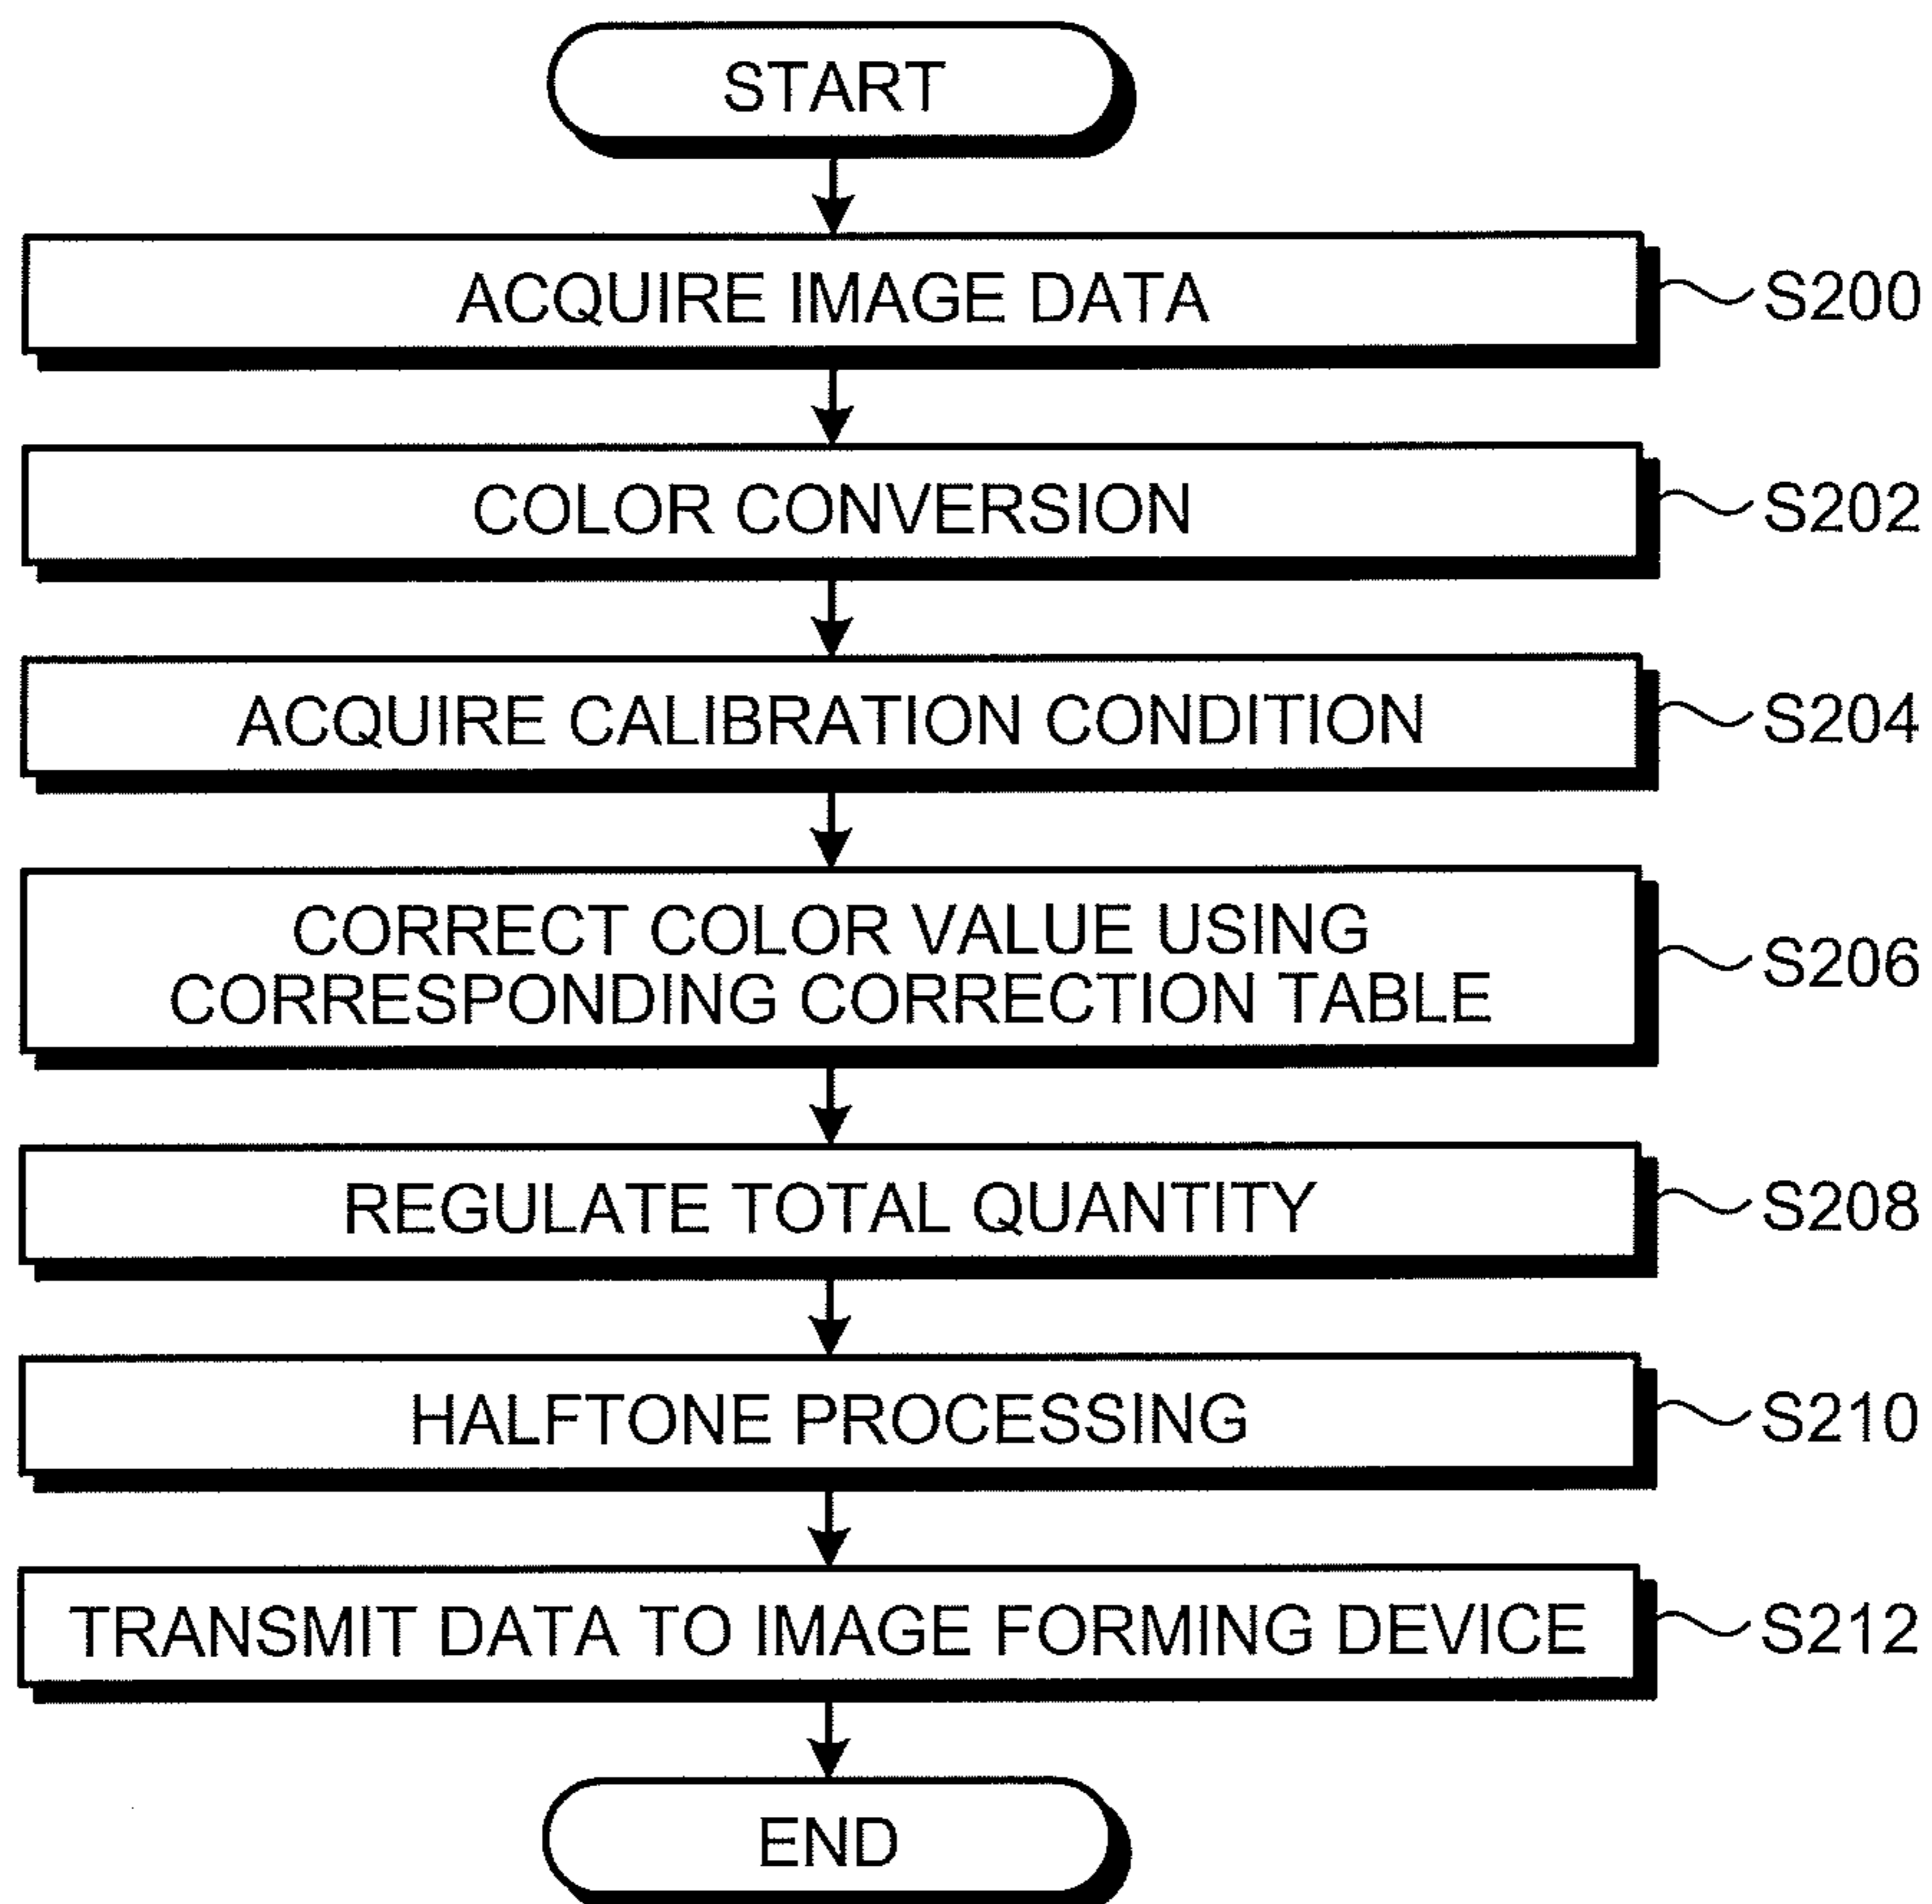 START
ACQUIRE IMAGE DATA
S200
COLOR CONVERSION
S202
ACQUIRE CALIBRATION CONDITION
S204
CORRECT COLOR VALUE USING
CORRESPONDING CORRECTION TABLE
S206
REGULATE TOTAL QUANTITY
S208
HALFTONE PROCESSING
S210
TRANSMIT DATA TO IMAGE FORMING DEVICE
S212
END